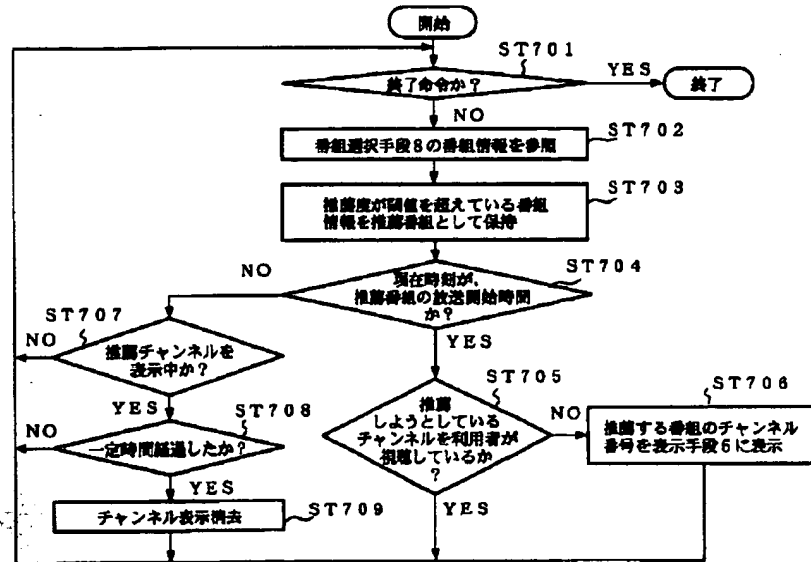 開始
ST701
終了命令か?
YES
終了
NO
ST702
番組選択手段8の番組情報を参照
ST703
推薦度が閾値を超えている番組
情報を推薦番組として保持
NO
ST704
現在時刻が、
推薦番組の放送開始時間
か?
ST707
YES
NO
推薦チャンネルを
表示中か?
ST705
ST706
YES
ST708
推薦
しようとしている
チャンネルを利用者が
視聴しているか
?
NO
推薦する番組のチャンネル
番号を表示手段6に表示
NO
一定時間経過したか?
YES
ST709
YES
チャンネル表示消去